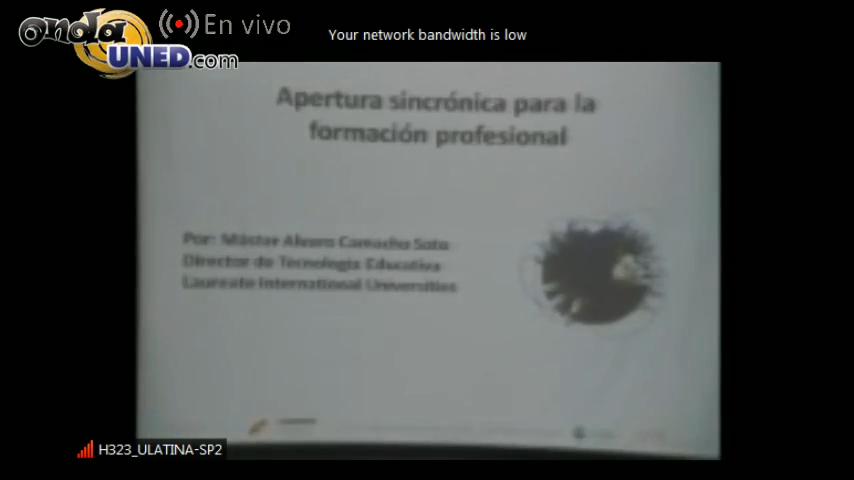 onda
UNED.com
En vivo
Your network bandwidth is low
Apertura sincrónica para la
formación profesional
Por: Máster Alvaro Camacho Soto
Director de Tecnología Educativa
Laureate International Universities
H323_ULATINA-SP2